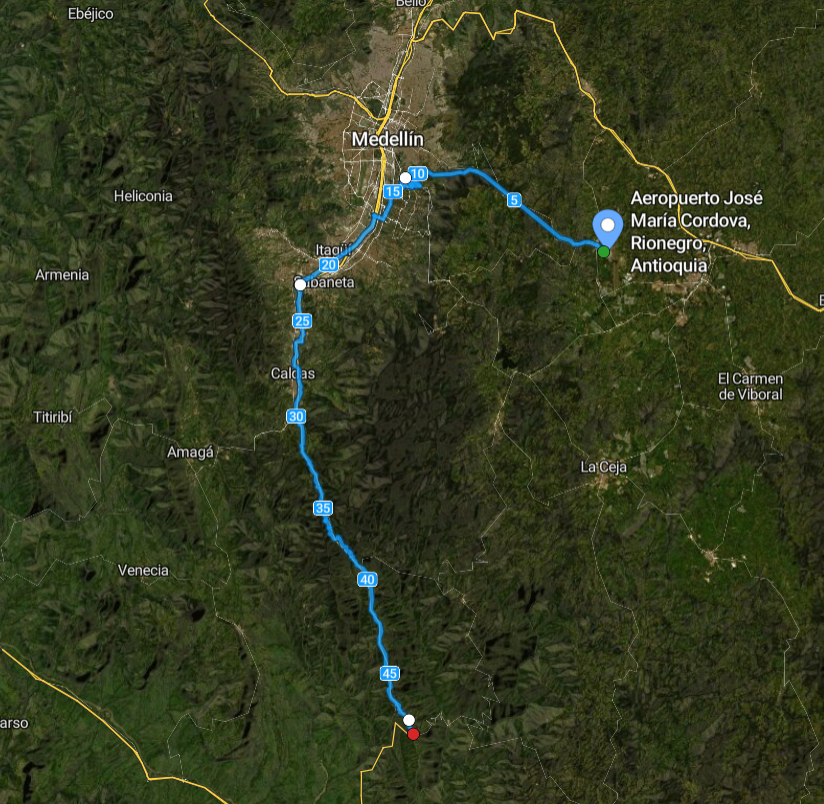 Bello
Ebéjico
Medellín
10
15
5
Heliconia
Aeropuerto José
María Cordova,
Rionegro,
Antioquia
Itagüí
20
Armenia
Sabaneta
25
Caldas
El Carmen
de Viboral
30
Titiribí
Amagá
La Ceja
35
Venecia
40
45
arso